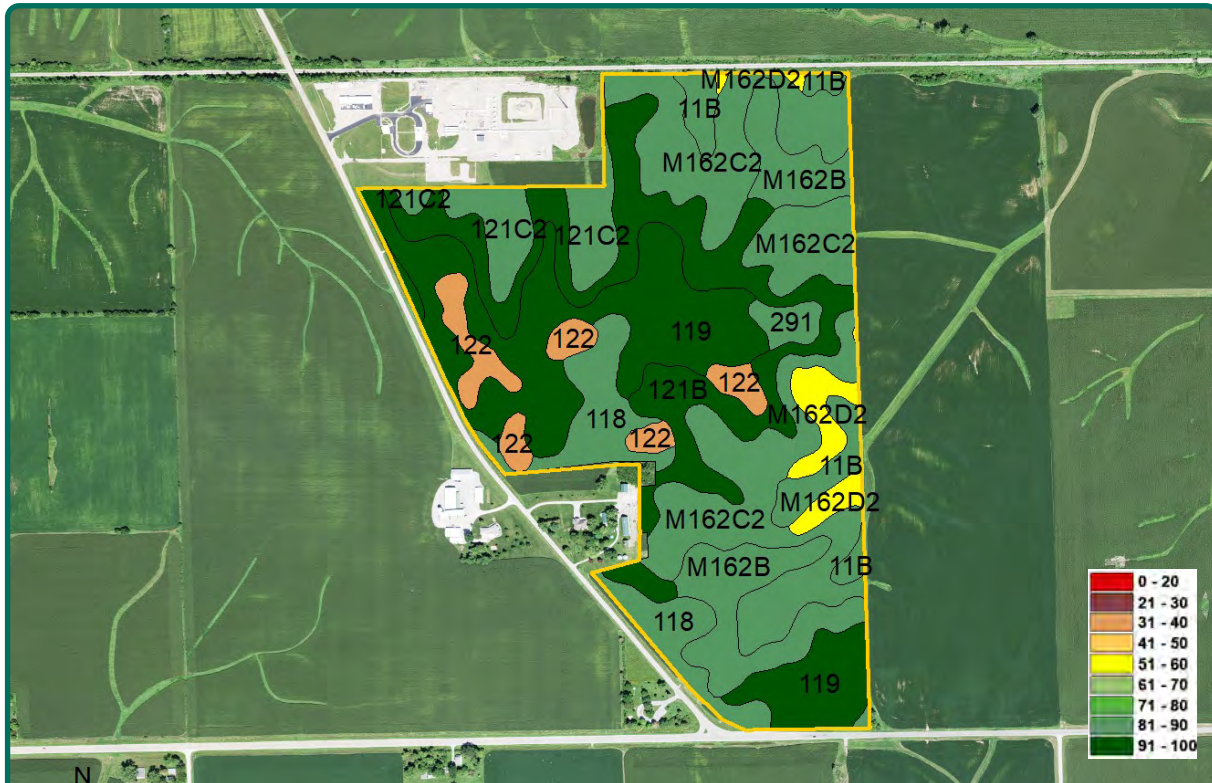 M162D2
11B
11B
M162C2
M162B
121C2
121C2
121C2
M162C2
291
119
122
122
121B
122
M162D2
118
122
122
11B
M162D2
M162C2
M162B
11B
118
119
0 - 20
21 - 30
31 - 40
41 - 50
51 - 60
61 - 70
71 - 80
81 - 90
91 - 100
N